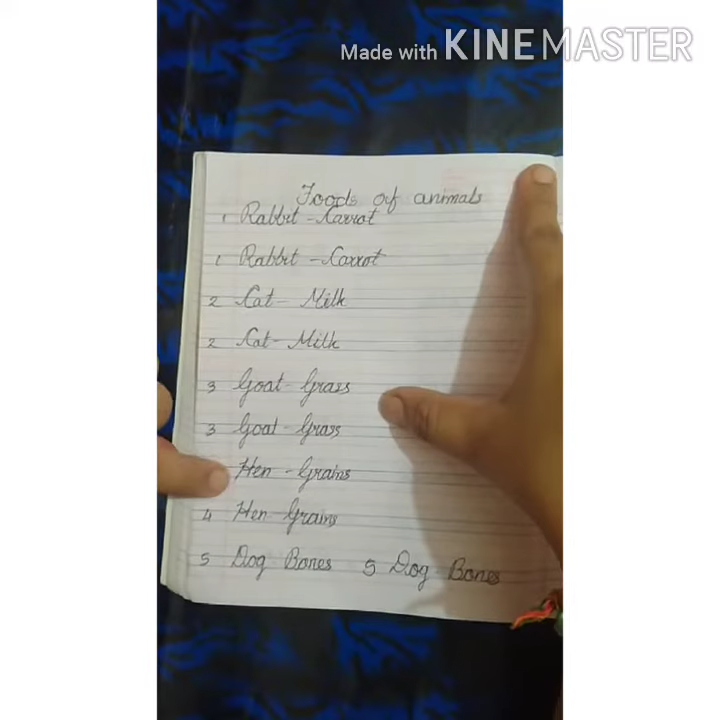 Made with KINEMASTER
Foods of animals
1 Rabbit - Carrot
1 Rabbit - Carrot
2 Cat - Milk
2 Cat - Milk
3 Goat - Grass
3 Goat - Grass
Hen - Grains
4 Hen Grains
5 Dog Bones 5 Dog Bones